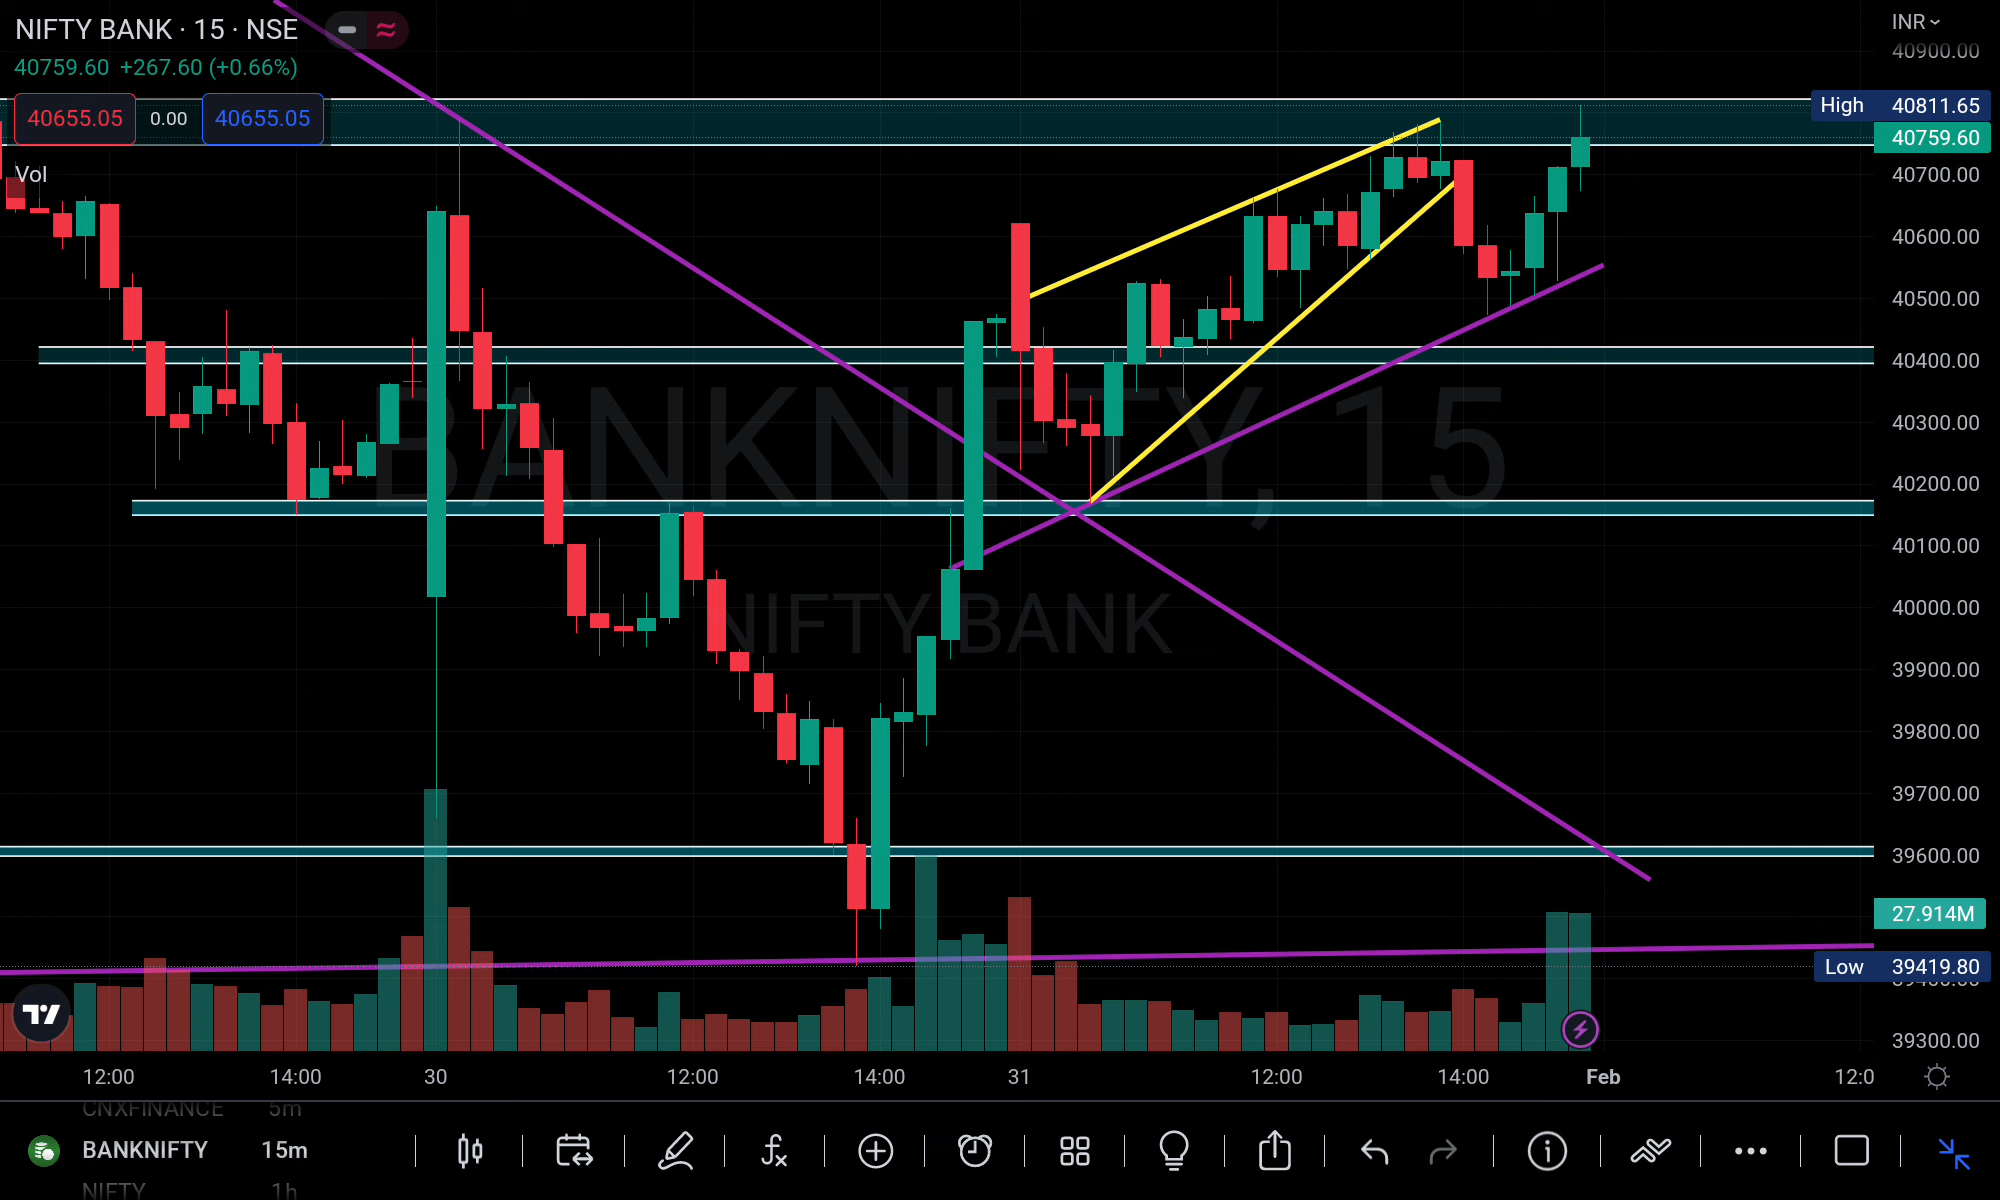 NIFTY BANK · 15 · NSE
40759.60 +267.60 (+0.66%)
40655.05 0.00 40655.05
Vol
INR
40900.00
High 40811.65
40759.60
40700.00
40600.00
40500.00
40400.00
40300.00
40200.00
40100.00
40000.00
39900.00
39800.00
39700.00
39600.00
27.914M
Low 39419.80
39400.00
39300.00
BANKNIFTY, 15
NIFTY BANK
12:00 14:00 30 12:00 14:00 31 12:00 14:00 Feb 12:0
CNXFINANCE 5m
BANKNIFTY 15m
NIFTY 1h